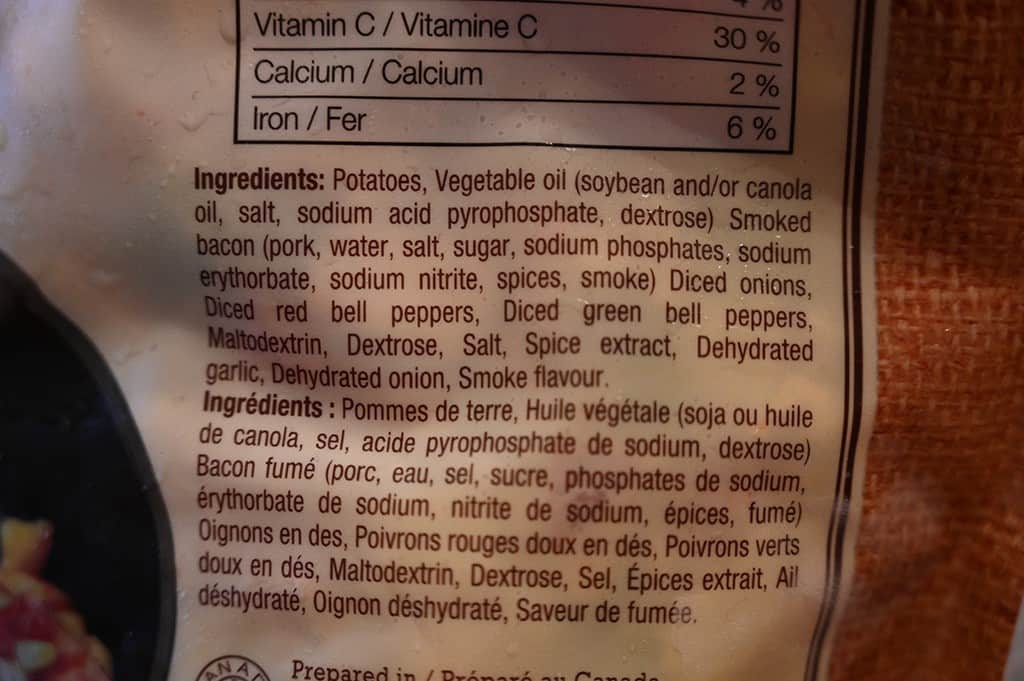 Vitamin C / Vitamine C 30 %
Calcium / Calcium 2 %
Iron / Fer 6 %
Ingredients: Potatoes, Vegetable oil (soybean and/or canola
oil, salt, sodium acid pyrophosphate, dextrose) Smoked
bacon (pork, water, salt, sugar, sodium phosphates, sodium
erythorbate, sodium nitrite, spices, smoke) Diced onions,
Diced red bell peppers, Diced green bell peppers,
Maltodextrin, Dextrose, Salt, Spice extract, Dehydrated
garlic, Dehydrated onion, Smoke flavour.
Ingrédients : Pommes de terre, Huile végétale (soja ou huile
de canola, sel, acide pyrophosphate de sodium, dextrose)
Bacon fumé (porc, eau, sel, sucre, phosphates de sodium,
érythorbate de sodium, nitrite de sodium, épices, fumé)
Oignons en des, Poivrons rouges doux en dés, Poivrons verts
doux en dés, Maltodextrin, Dextrose, Sel, Épices extrait, Ail
déshydraté, Oignon déshydraté, Saveur de fumée.
Prepared in / Préparé au Canada